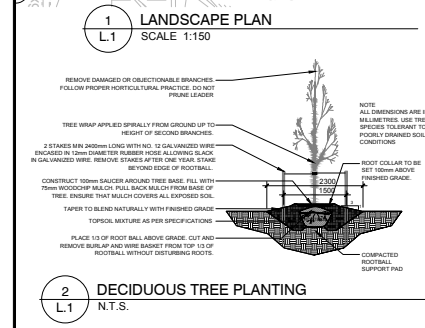 1
L.1
LANDSCAPE PLAN
SCALE 1:150
REMOVE DAMAGED OR OBJECTIONABLE BRANCHES.
FOLLOW PROPER HORTICULTURAL PRACTICE. DO NOT
PRUNE LEADER
TREE WRAP APPLIED SPIRALLY FROM GROUND UP TO
HEIGHT OF SECOND BRANCHES.
2 STAKES MIN 2400mm LONG WITH NO. 12 GALVANIZED WIRE
ENCASED IN 12mm DIAMETER RUBBER HOSE ALLOWING SLACK
IN GALVANIZED WIRE. REMOVE STAKES AFTER ONE YEAR. STAKE
BEYOND EDGE OF ROOTBALL.
CONSTRUCT 100mm SAUCER AROUND TREE BASE. FILL WITH
75mm WOODCHIP MULCH. PULL BACK MULCH FROM BASE OF
TREE. ENSURE THAT MULCH COVERS ALL EXPOSED SOIL.
TAPER TO BLEND NATURALLY WITH FINISHED GRADE
TOPSOIL MIXTURE AS PER SPECIFICATIONS
PLACE 1/3 OF ROOT BALL ABOVE GRADE. CUT AND
REMOVE BURLAP AND WIRE BASKET FROM TOP 1/3 OF
ROOTBALL WITHOUT DISTURBING ROOTS.
NOTE
ALL DIMENSIONS ARE I
MILLIMETRES. USE TRE
SPECIES TOLERANT TO
POORLY DRAINED SOIL
CONDITIONS
ROOT COLLAR TO BE
SET 100mm ABOVE
FINISHED GRADE.
2300
1500
COMPACTED
ROOTBALL
SUPPORT PAD
2
L.1
DECIDUOUS TREE PLANTING
N.T.S.